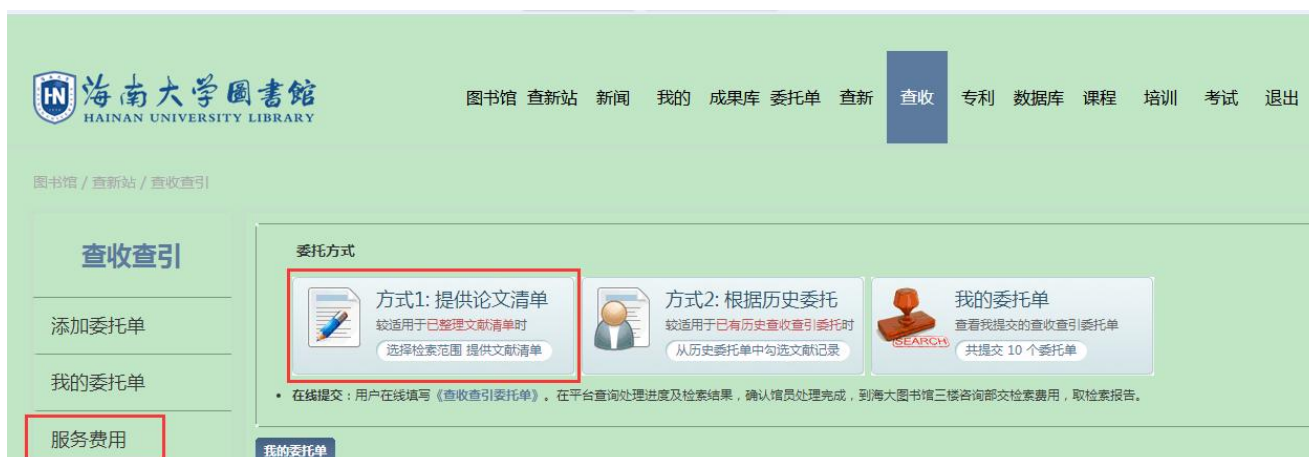 海南大学圖書馆
HAINAN UNIVERSITY LIBRARY
图书馆 查新站 新闻 我的 成果库 委托单 查新 查收 专利 数据库 课程 培训 考试 退出
图书馆 / 查新站 / 查收查引
查收查引
添加委托单
我的委托单
服务费用
委托方式
方式1: 提供论文清单
较适用于已整理文献清单时
选择检索范围 提供文献清单
方式2: 根据历史委托
较适用于已有历史查收查引委托时
从历史委托单中勾选文献记录
SEARCH
我的委托单
查看我提交的查收查引委托单
共提交 10 个委托单
• 在线提交：用户在线填写《查收查引委托单》。在平台查询处理进度及检索结果，确认馆员处理完成，到海大图书馆三楼咨询部交检索费用，取检索报告。
我的委托单